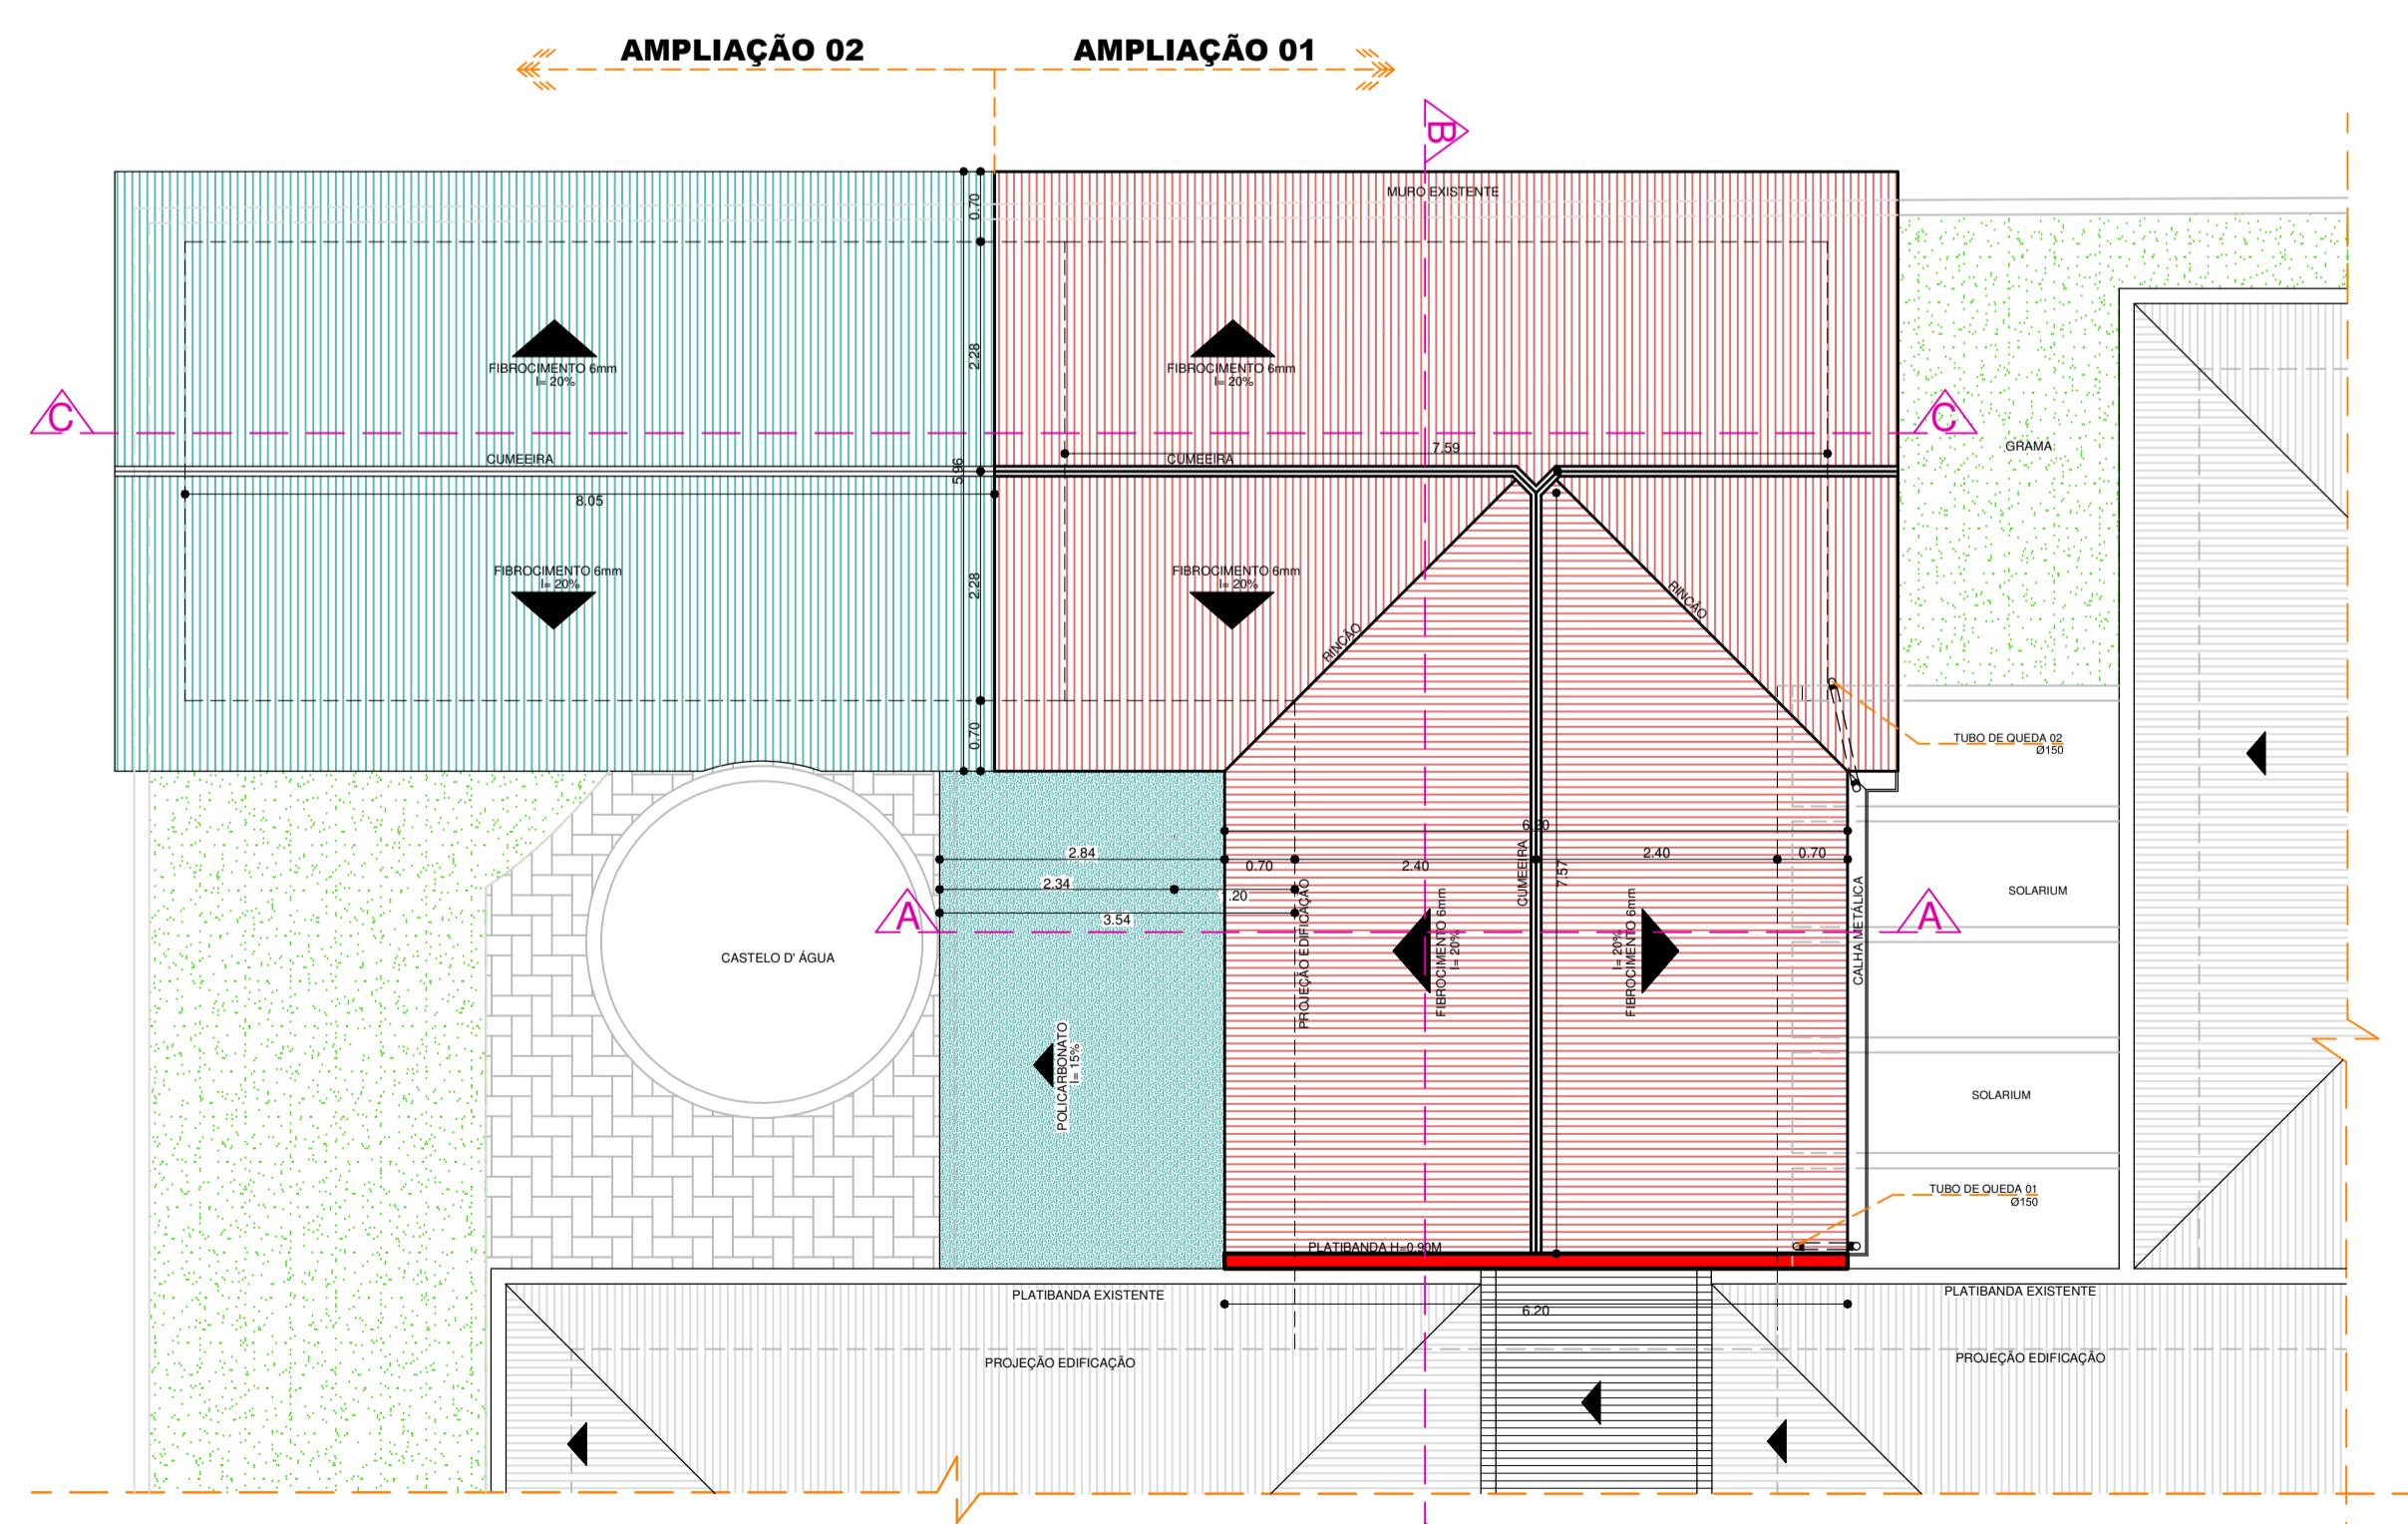 AMPLIAÇÃO 02
AMPLIAÇÃO 01
B
MURO EXISTENTE
0.70
2.28
FIBROCIMENTO 6mm
I= 20%
FIBROCIMENTO 6mm
I= 20%
C
C
GRAMA
7.59
CUMEEIRA
CUMEEIRA
5.96
8.05
FIBROCIMENTO 6mm
I= 20%
2.28
FIBROCIMENTO 6mm
I= 20%
RINCÃO
RINCÃO
0.70
TUBO DE QUEDA 02
Ø150
6.20
2.84
0.70
2.40
CUMEEIRA
7.57
2.40
0.70
2.34
1.20
3.54
SOLARIUM
A
A
CASTELO D' ÁGUA
PROJEÇÃO EDIFICAÇÃO
FIBROCIMENTO 6mm
I= 20%
I= 20%
FIBROCIMENTO 6mm
CALHA METÁLICA
POLICARBONATO
I= 15%
SOLARIUM
TUBO DE QUEDA 01
Ø150
PLATIBANDA H=0.90M
PLATIBANDA EXISTENTE
6.20
PLATIBANDA EXISTENTE
PROJEÇÃO EDIFICAÇÃO
PROJEÇÃO EDIFICAÇÃO